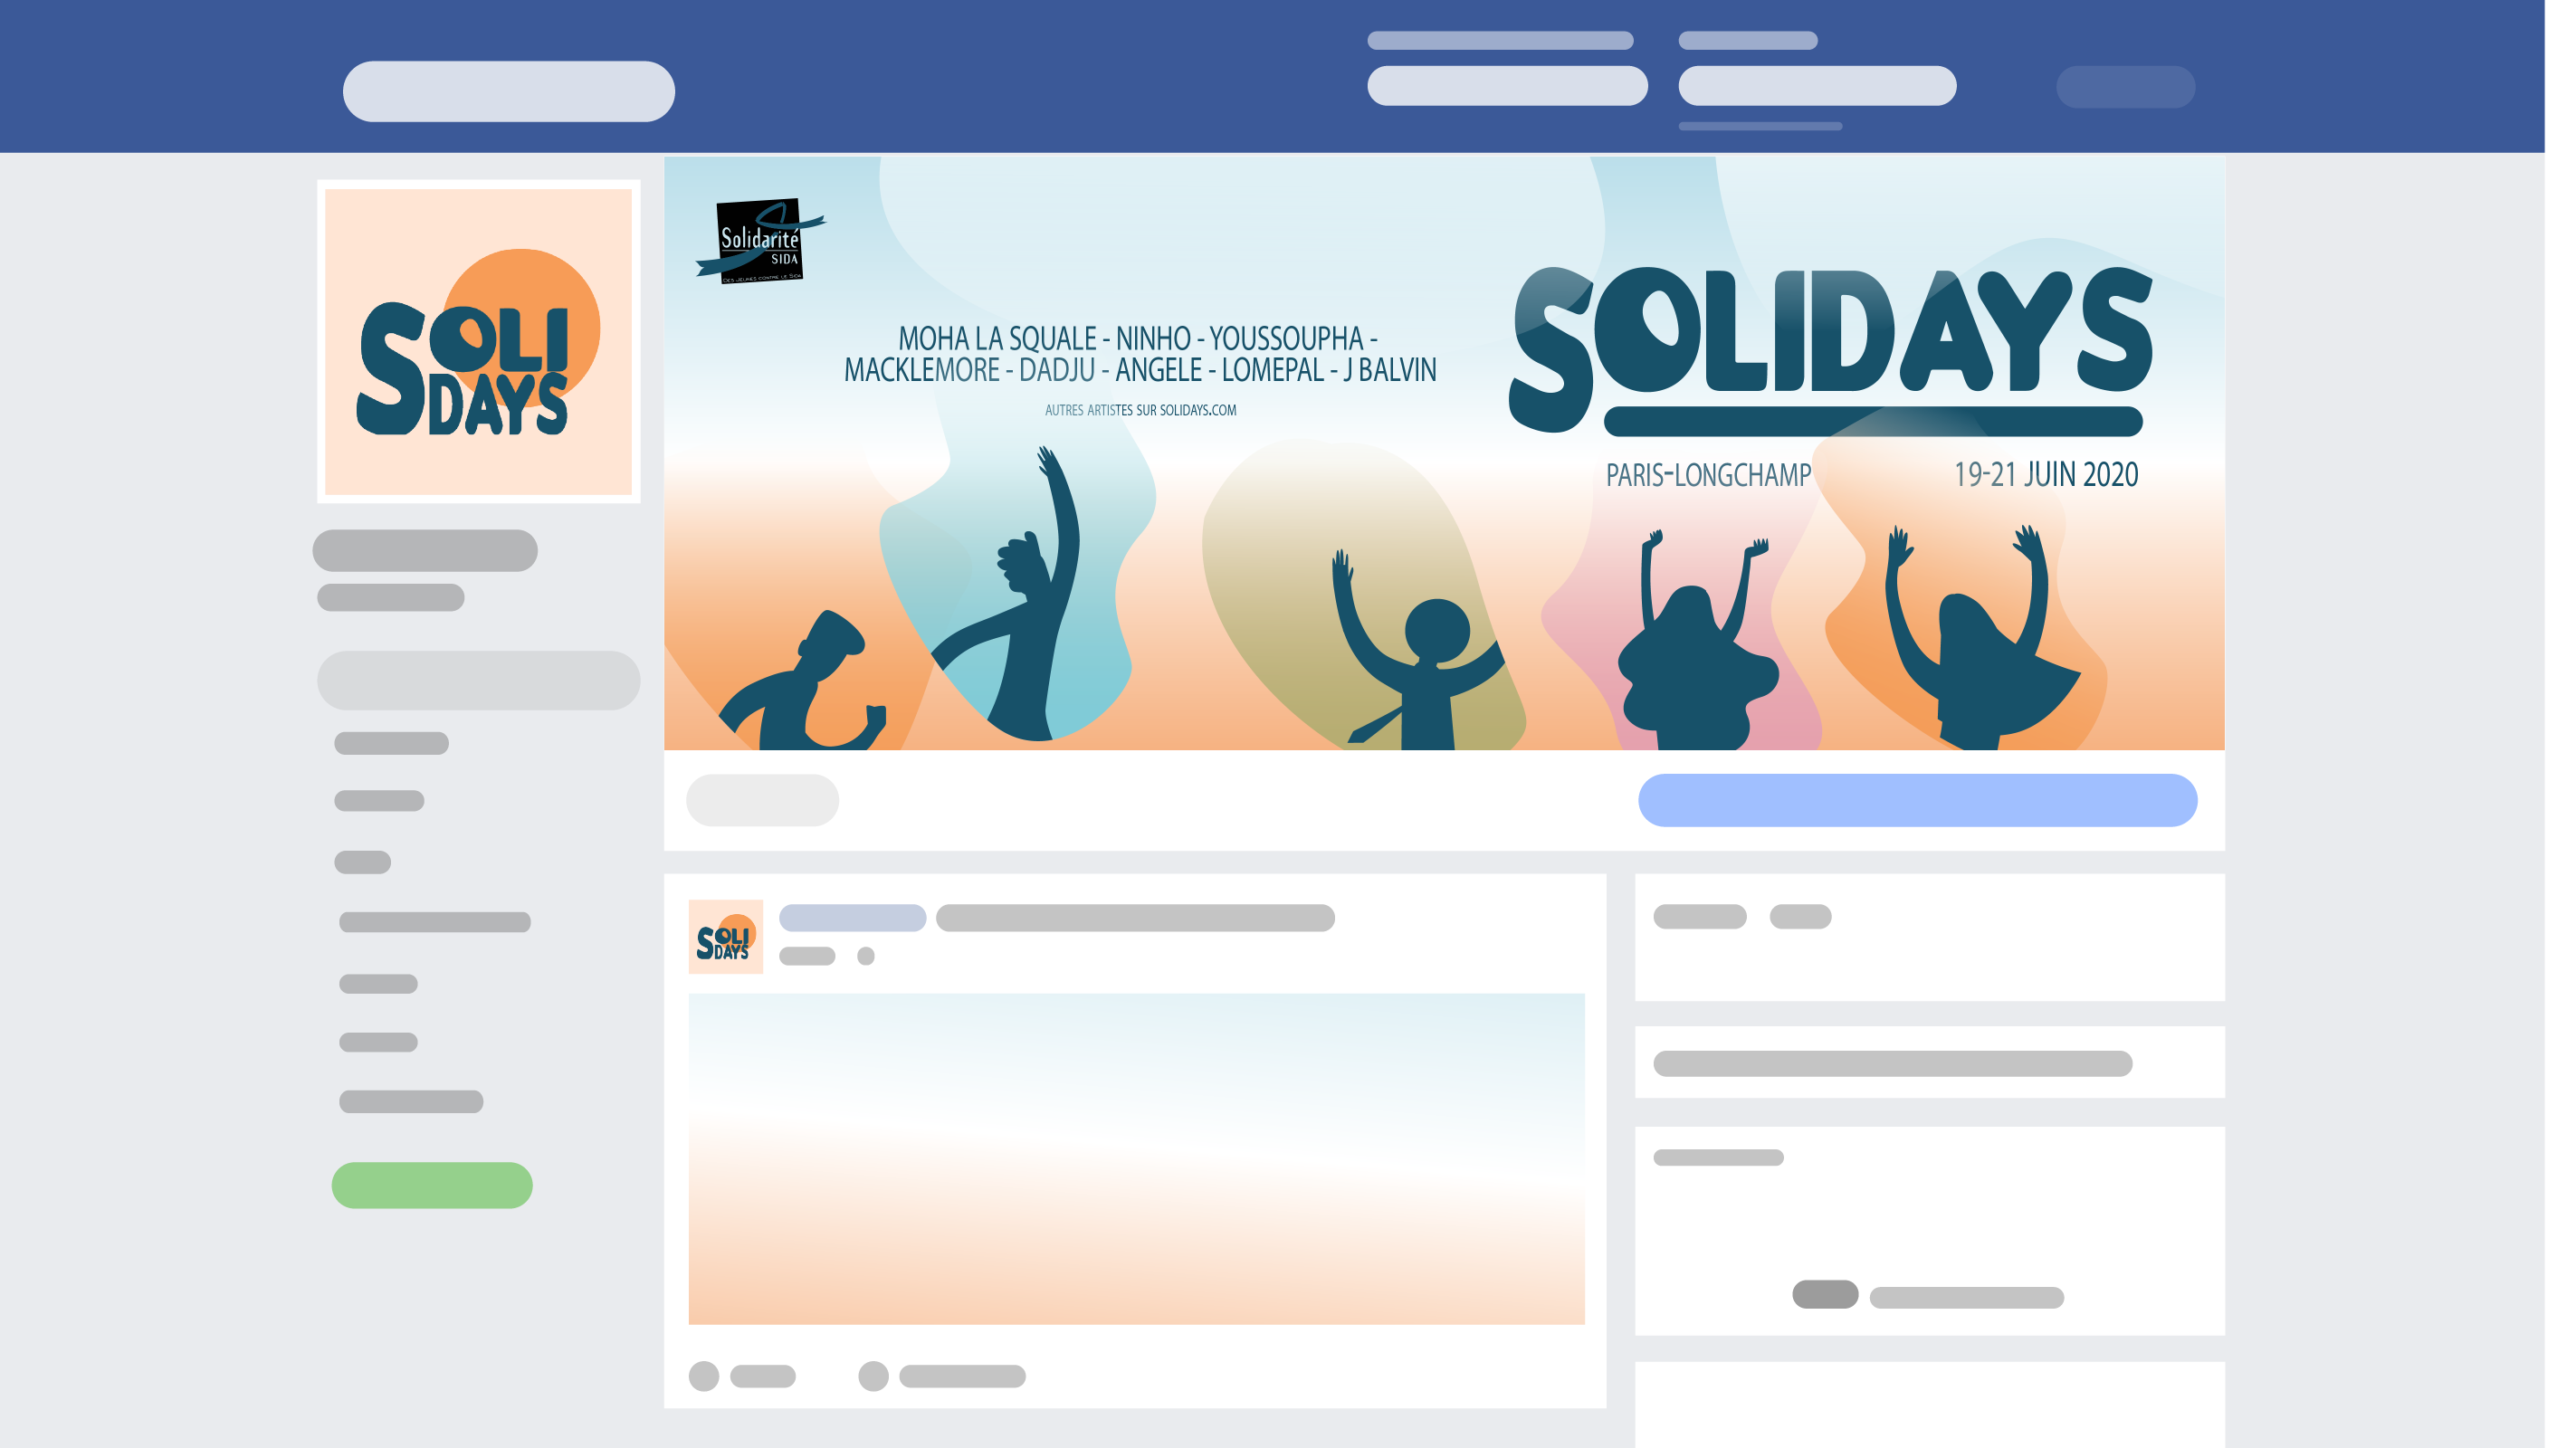 SOLI
DAYS
Solidarité
SIDA
DES JEUNES CONTRE LE SIDA
MOHA LA SQUALE - NINHO - YOUSSOUPHA -
MACKLEMORE - DADJU - ANGELE - LOMEPAL - J BALVIN
AUTRES ARTISTES SUR SOLIDAYS.COM
SOLIDAYS
PARIS-LONGCHAMP 19-21 JUIN 2020
SOLI
DAYS